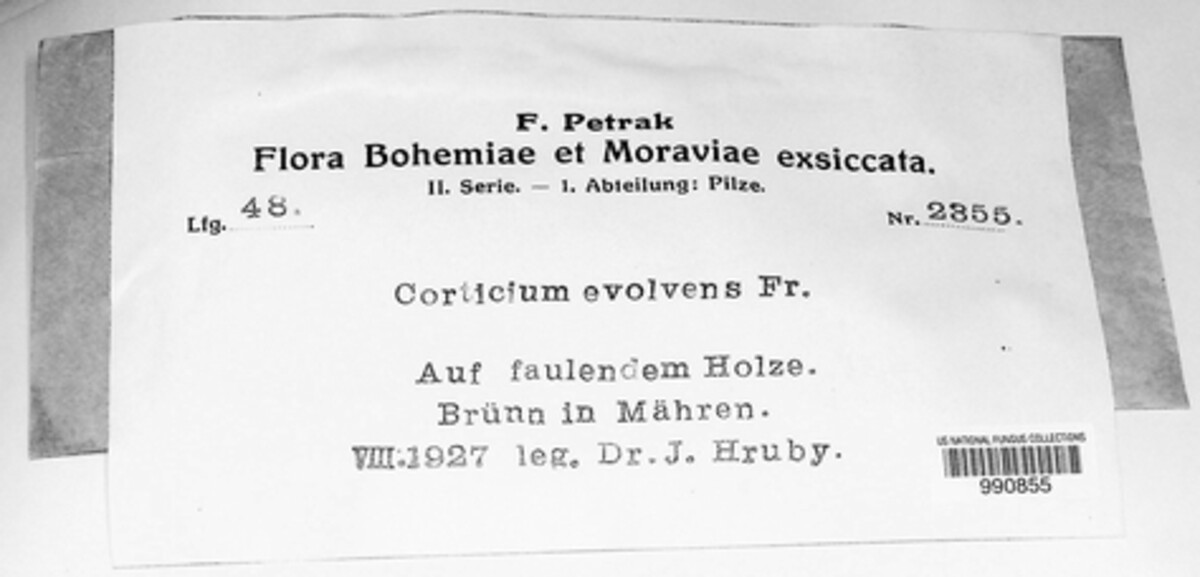 F. Petrak
Flora Bohemiae et Moraviae exsiccata.
II. Serie. — 1. Abteilung: Pilze.
Lfg. 48.
Nr. 2355.
Corticium evolvens Fr.
Auf faulendem Holze.
Brünn in Mähren.
VIII.1927 leg. Dr. J. Hruby.
US NATIONAL FUNGUS COLLECTIONS
990855